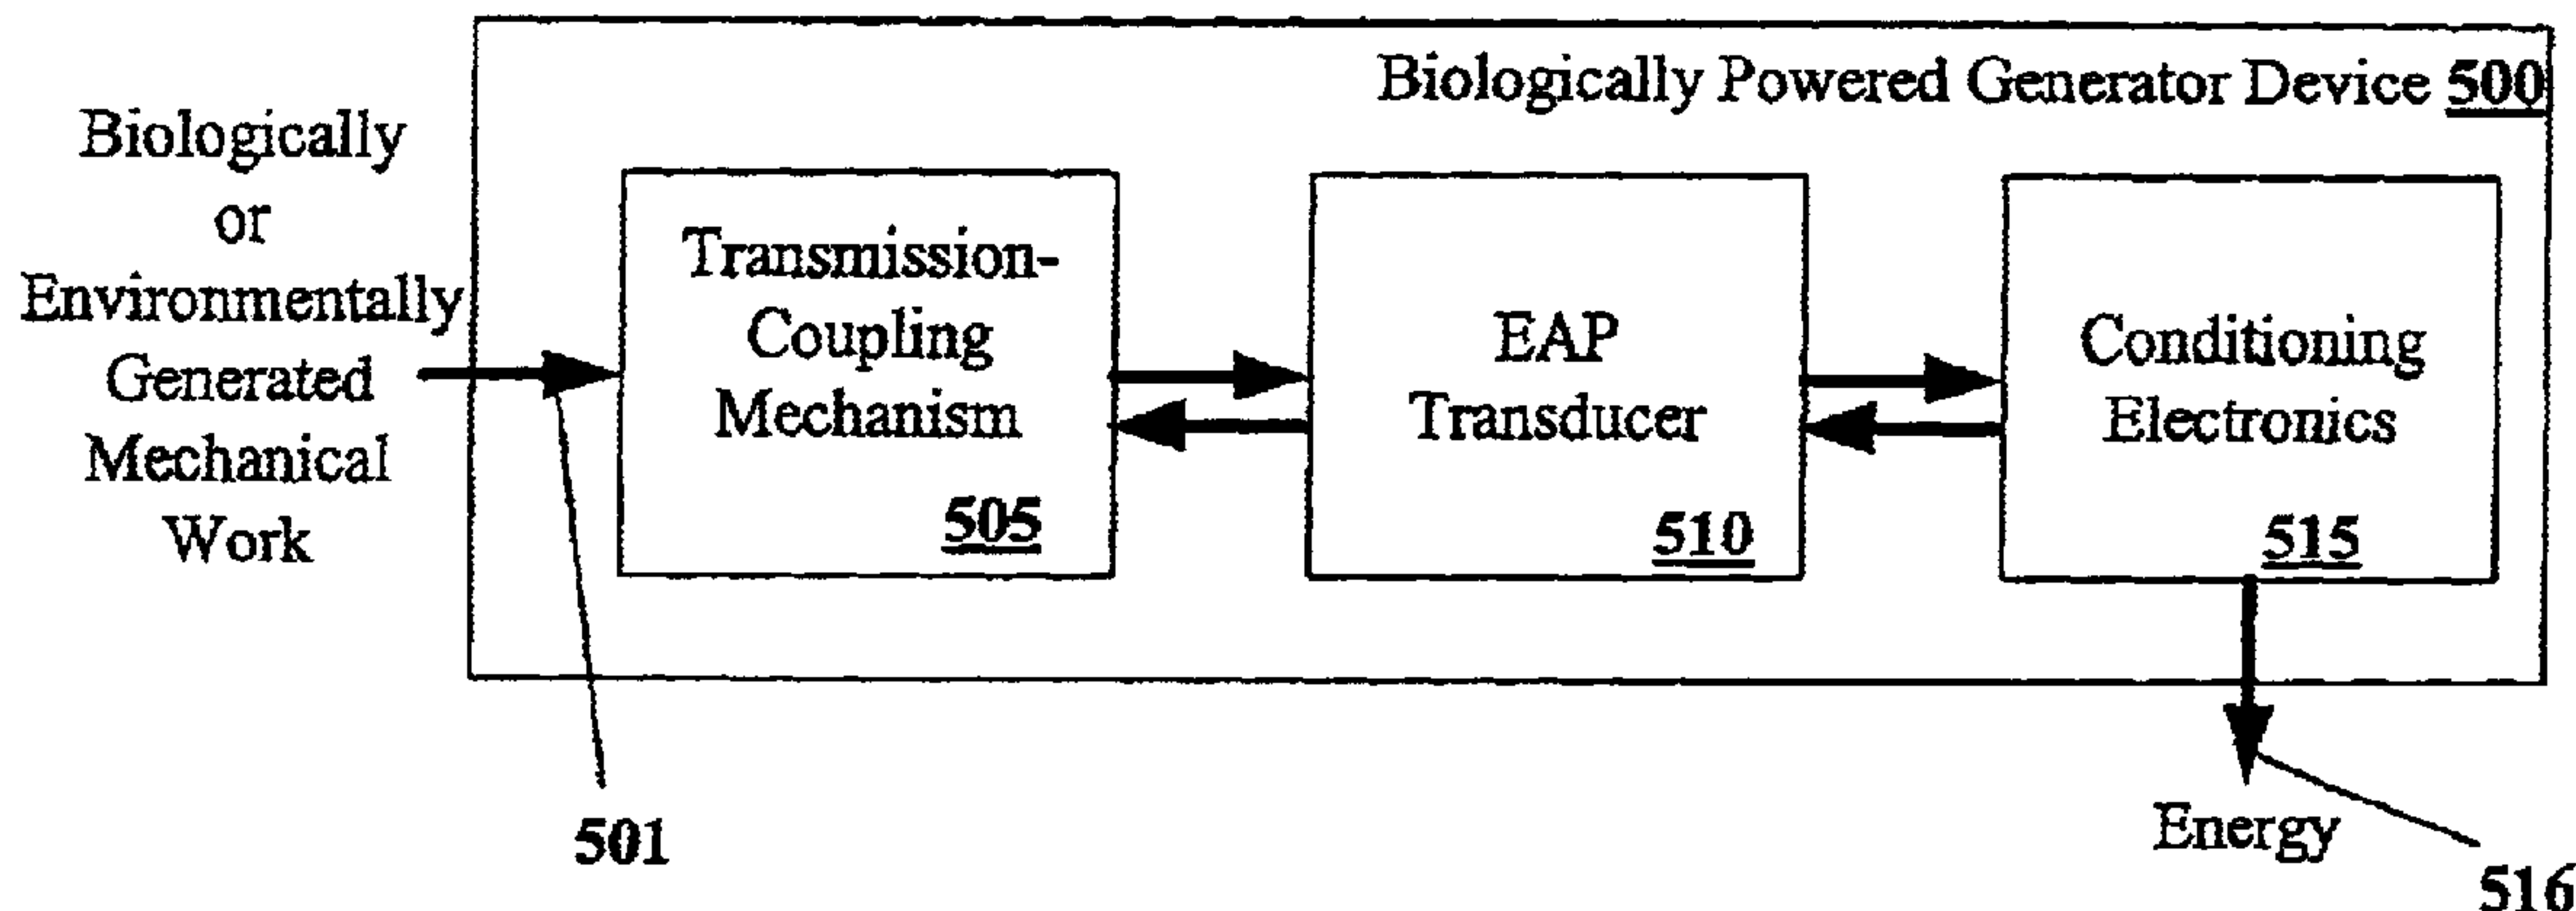 Biologically Powered Generator Device 500
Biologically
or
Environmentally
Generated
Mechanical
Work
Transmission-
Coupling
Mechanism
505
EAP
Transducer
510
Conditioning
Electronics
515
501
Energy
516